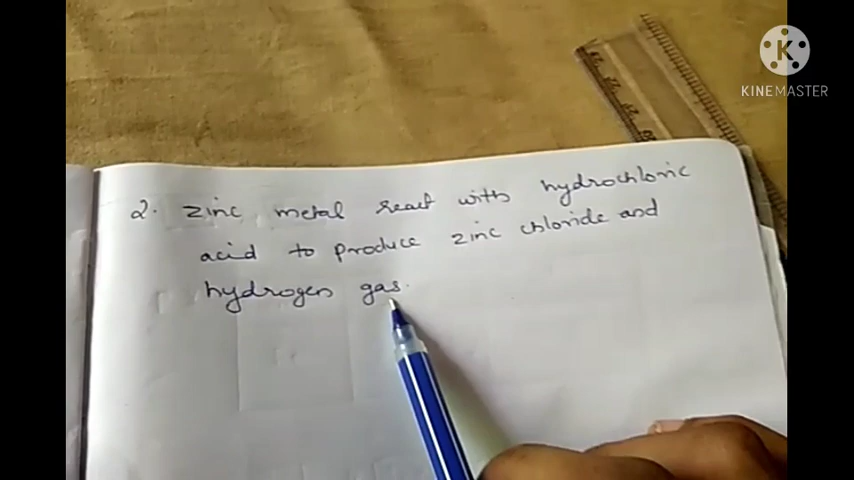 K
KINEMASTER
2. zinc metal react with hydrochloric
acid to produce zinc chloride and
hydrogen gas.